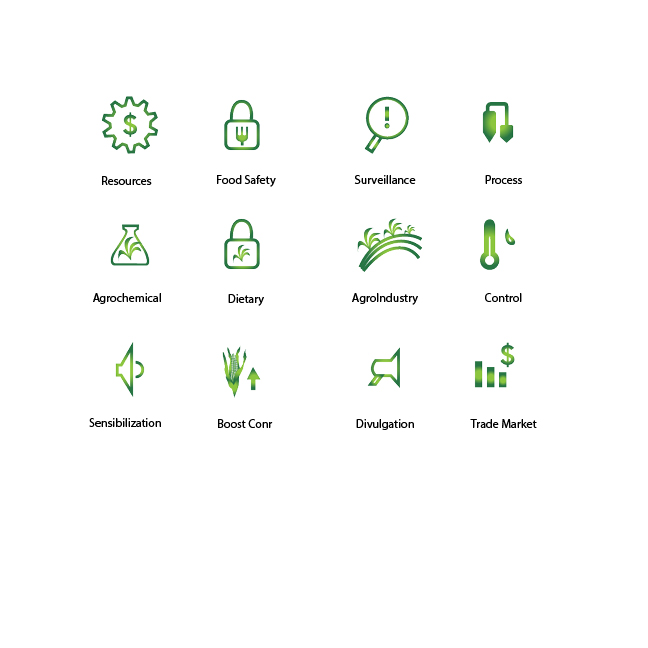 Resources
Food Safety
Surveillance
Process
Agrochemical
Dietary
AgroIndustry
Control
Sensibilization
Boost Conr
Divulgation
Trade Market